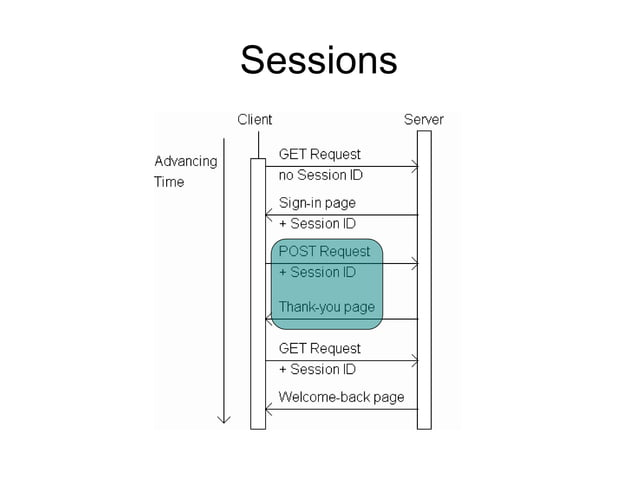 Sessions
Client
Server
Advancing
Time
GET Request
no Session ID
Sign-in page
+ Session ID
POST Request
+ Session ID
Thank-you page
GET Request
+ Session ID
Welcome-back page